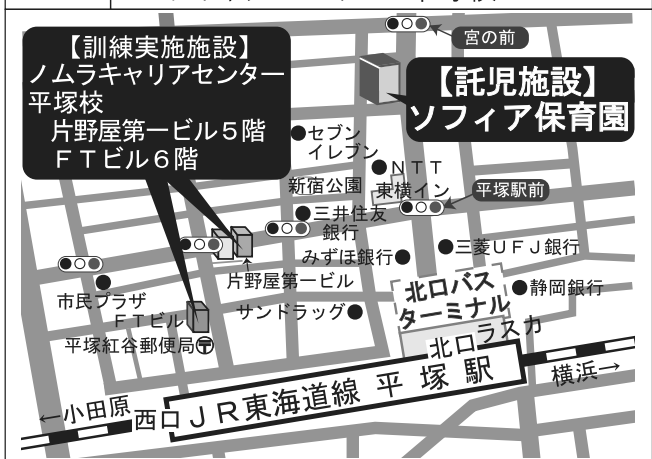 宮の前
【訓練実施施設】
ノムラキャリアセンター
平塚校
片野屋第一ビル５階
ＦＴビル６階
【託児施設】
ソフィア保育園
セブン
イレブン
ＮＴＴ
新宿公園
東横イン
平塚駅前
三井住友
銀行
みずほ銀行
三菱ＵＦＪ銀行
片野屋第一ビル
北口バス
ターミナル
静岡銀行
市民プラザ
ＦＴビル
サンドラッグ
平塚紅谷郵便局〒
北口
ラスカ
横浜→
←小田原
西口
ＪＲ東海道線 平塚駅